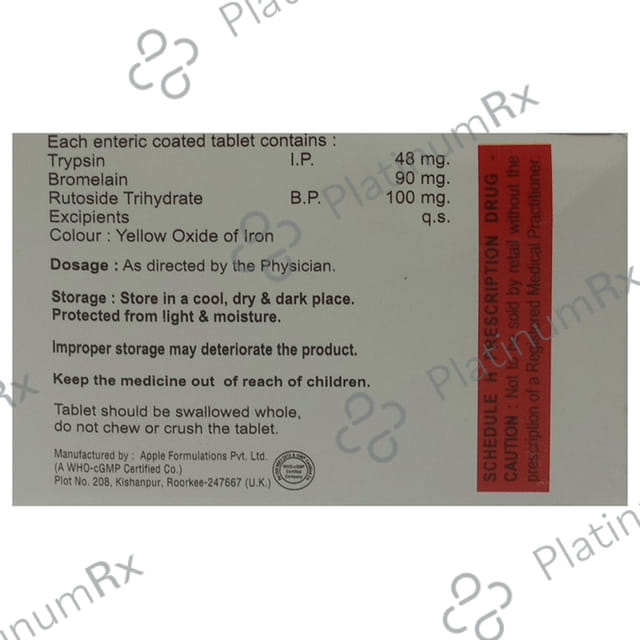 Each enteric coated tablet contains :
Trypsin I.P. 48 mg.
Bromelain 90 mg.
Rutoside Trihydrate B.P. 100 mg.
Excipients q.s.
Colour : Yellow Oxide of Iron
Dosage : As directed by the Physician.
Storage : Store in a cool, dry & dark place.
Protected from light & moisture.
Improper storage may deteriorate the product.
Keep the medicine out of reach of children.
Tablet should be swallowed whole,
do not chew or crush the tablet.
Manufactured by : Apple Formulations Pvt. Ltd.
(A WHO-cGMP Certified Co.)
Plot No. 208, Kishanpur, Roorkee-247667 (U.K.)
WHO-cGMP
Certified
Company
SCHEDULE H PRESCRIPTION DRUG -
CAUTION : Not to be sold by retail without the
prescription of a Registered Medical Practitioner.
PlatinumRx
PlatinumRx
PlatinumRx
PlatinumRx